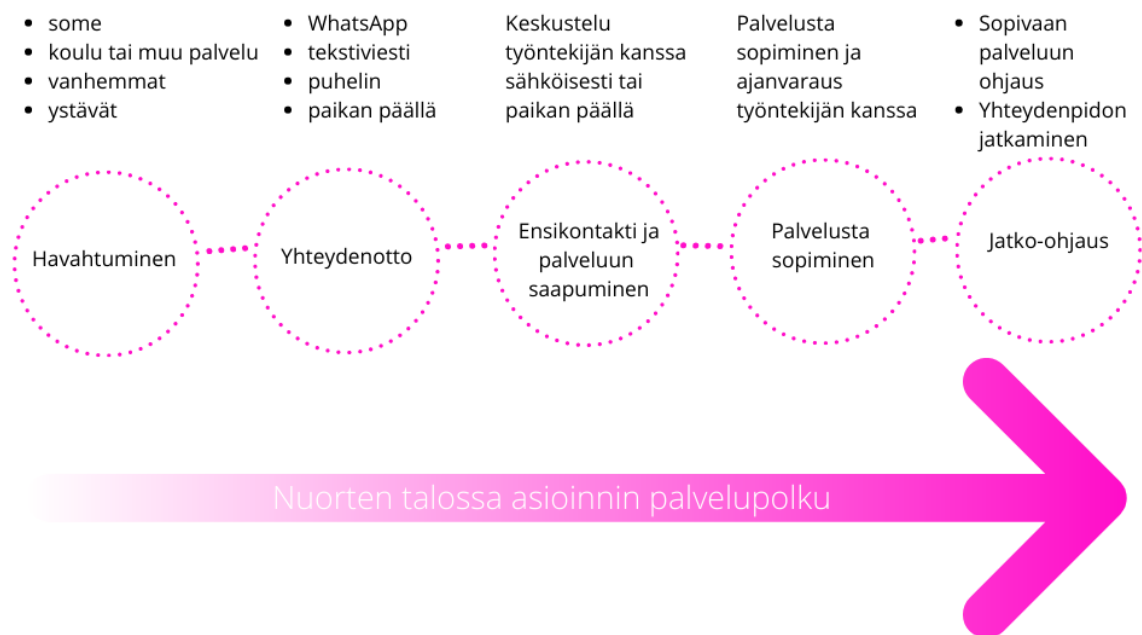 • some
• koulu tai muu palvelu
• vanhemmat
• ystävät
• WhatsApp
• tekstiviesti
• puhelin
• paikan päällä
Keskustelu
työntekijän kanssa
sähköisesti tai
paikan päällä
Palvelusta
sopiminen ja
ajanvaraus
työntekijän kanssa
• Sopivaan
palveluun
ohjaus
• Yhteydenpidon
jatkaminen
Havahtuminen
Yhteydenotto
Ensikontakti ja
palveluun
saapuminen
Palvelusta
sopiminen
Jatko-ohjaus
Nuorten talossa asioinnin palvelupolku